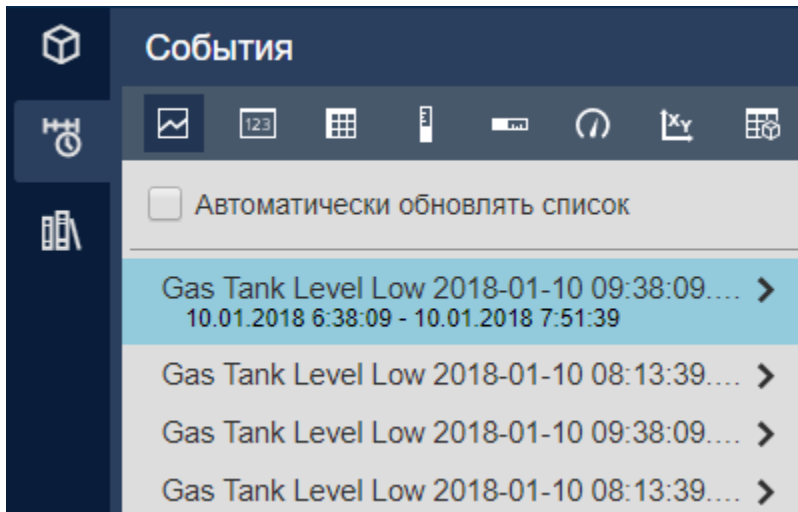 События
123
XY
Автоматически обновлять список
Gas Tank Level Low 2018-01-10 09:38:09....
10.01.2018 6:38:09 - 10.01.2018 7:51:39
Gas Tank Level Low 2018-01-10 08:13:39....
Gas Tank Level Low 2018-01-10 09:38:09....
Gas Tank Level Low 2018-01-10 08:13:39....